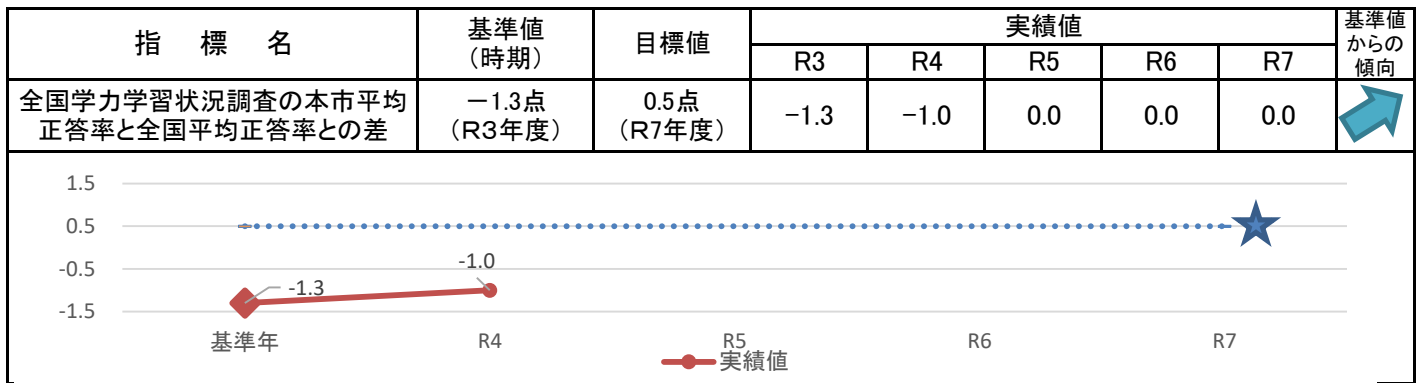 指 標 名
基準値
(時期)
目標値
実績値
基準値
からの
傾向
R3 R4 R5 R6 R7
全国学力学習状況調査の本市平均
正答率と全国平均正答率との差
－1.3点
(R3年度)
0.5点
(R7年度)
-1.3 -1.0 0.0 0.0 0.0
1.5
0.5
-0.5
-1.5
-1.3
-1.0
基準年 R4 R5 R6 R7
実績値